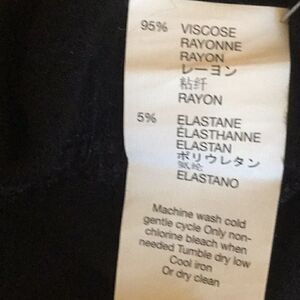 95% VISCOSE
RAYONNE
RAYON
レーヨン
粘纤
RAYON
5% ELASTANE
ÉLASTHANNE
ELASTAN
ポリウレタン
ELASTANO
Machine wash cold
gentle cycle Only non-
chlorine bleach when
needed Tumble dry low
Cool iron
Or dry clean